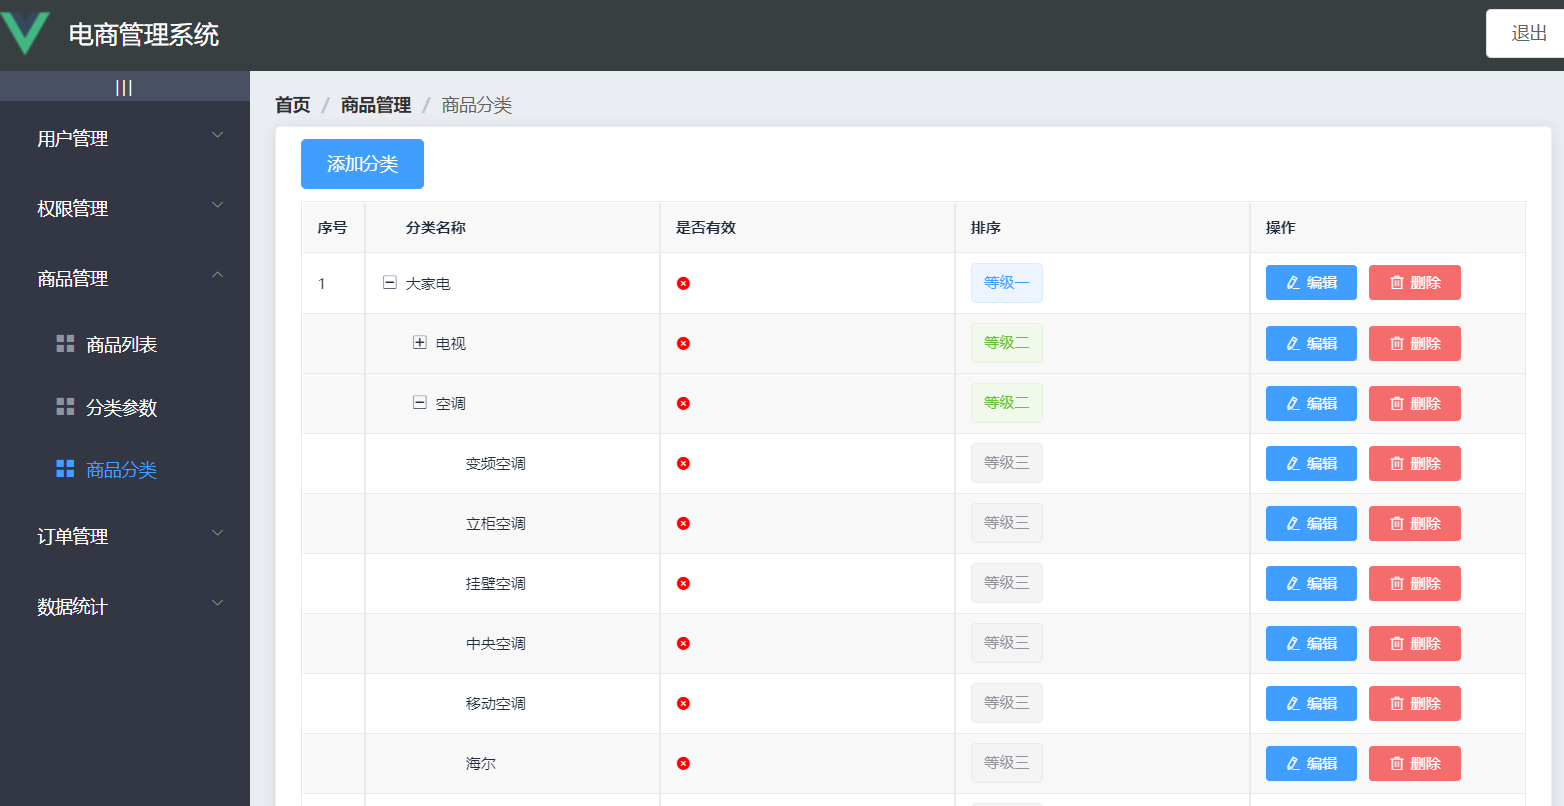 电商管理系统
退出
|||
用户管理
权限管理
商品管理
商品列表
分类参数
商品分类
订单管理
数据统计
首页 / 商品管理 / 商品分类
添加分类
序号 分类名称 是否有效 排序 操作
1 大家电 等级一 编辑 删除
电视 等级二 编辑 删除
空调 等级二 编辑 删除
变频空调 等级三 编辑 删除
立柜空调 等级三 编辑 删除
挂壁空调 等级三 编辑 删除
中央空调 等级三 编辑 删除
移动空调 等级三 编辑 删除
海尔 等级三 编辑 删除